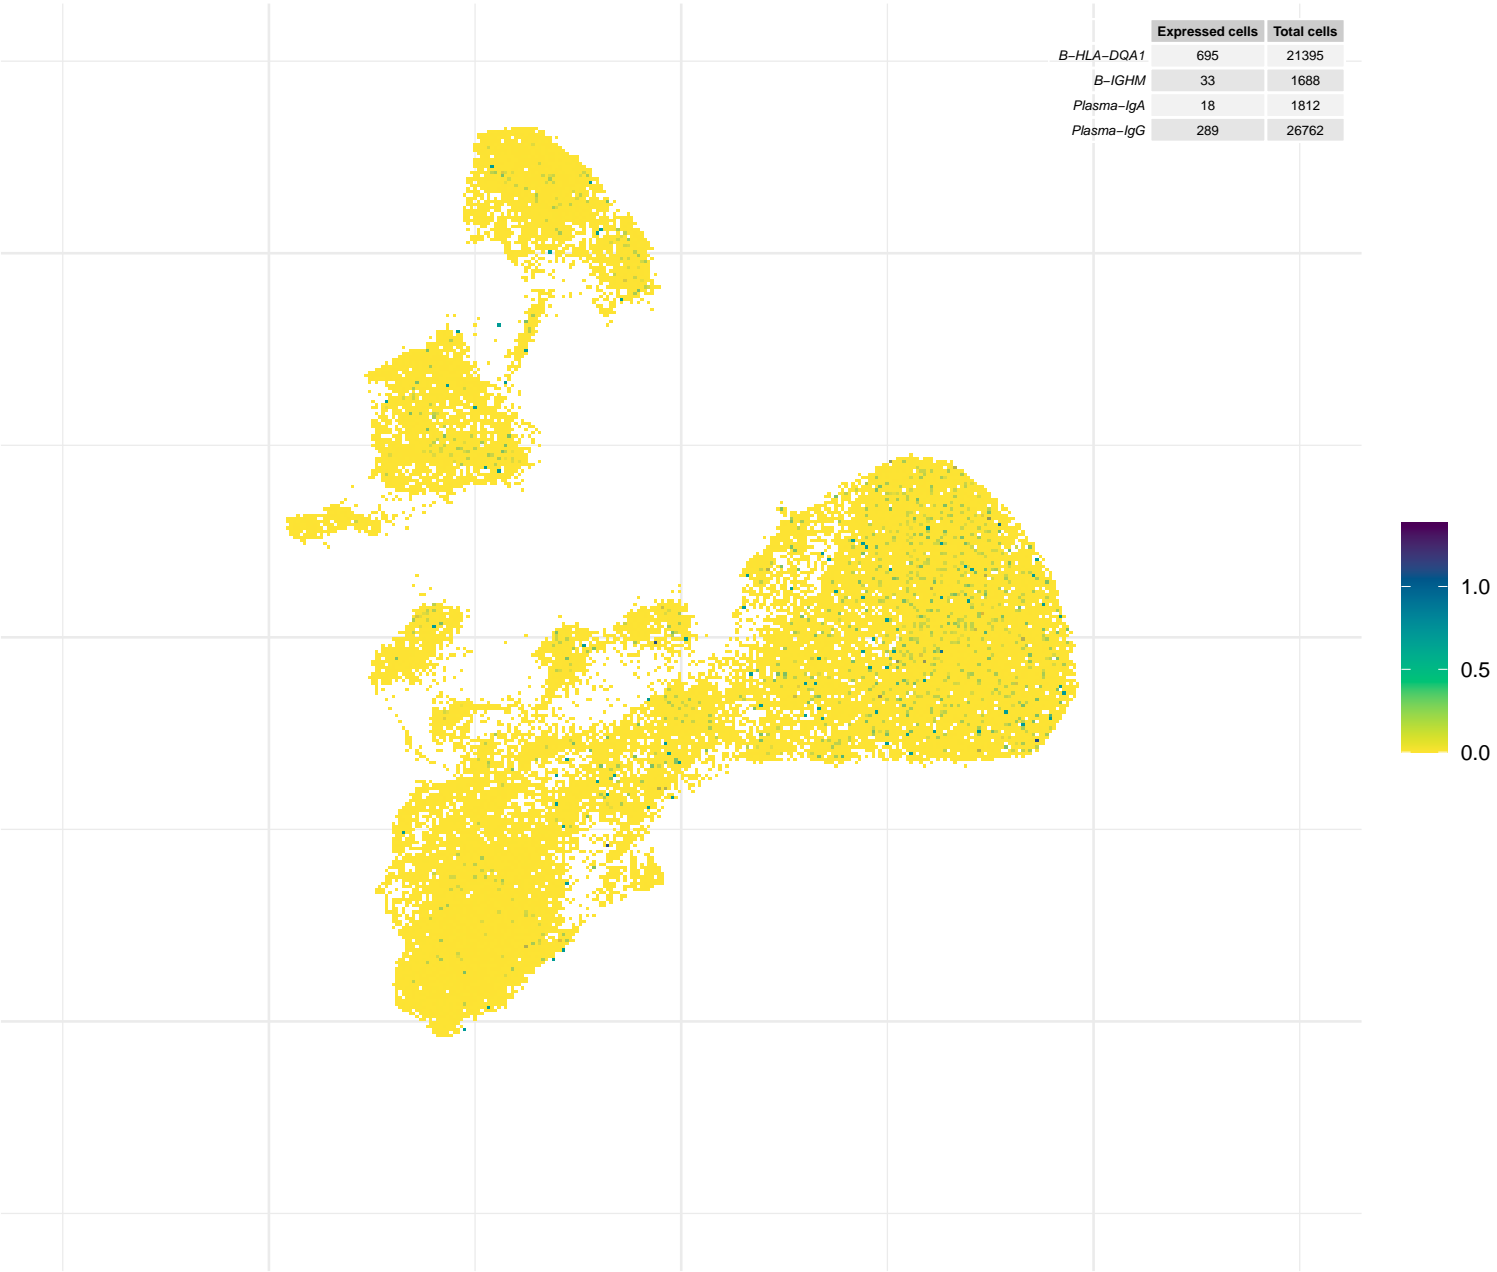 Expressed cells Total cells
B−HLA−DQA1 695 21395
B−IGHM 33 1688
Plasma−IgA 18 1812
Plasma−IgG 289 26762
1.0
0.5
0.0